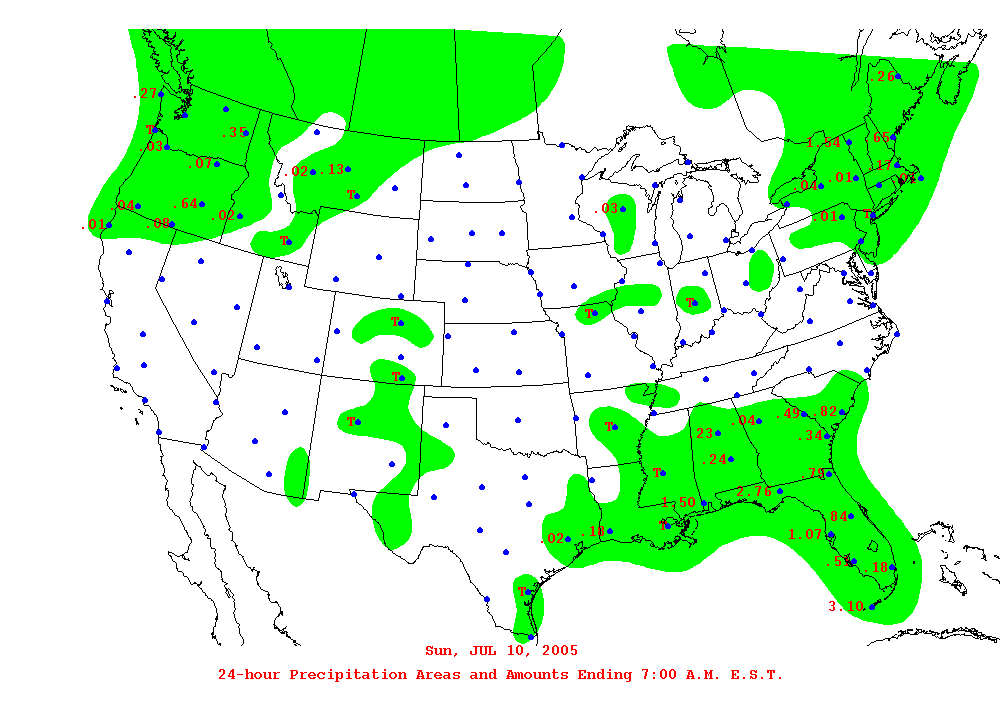 .26
.27
T
.35
.65
.03
1.54
.07
.17
.02 .13
.01
.04
T
.64
.04
.03
.02
T
.01
.01
.08
T
T
T
T
T
.49 .82
.04
T
T
.23
.34
.24
T
.79
2.76
1.50
.84
T
.18
1.07
.02
.18
T
3.10
Sun, JUL 10, 2005
24-hour Precipitation Areas and Amounts Ending 7:00 A.M. E.S.T.